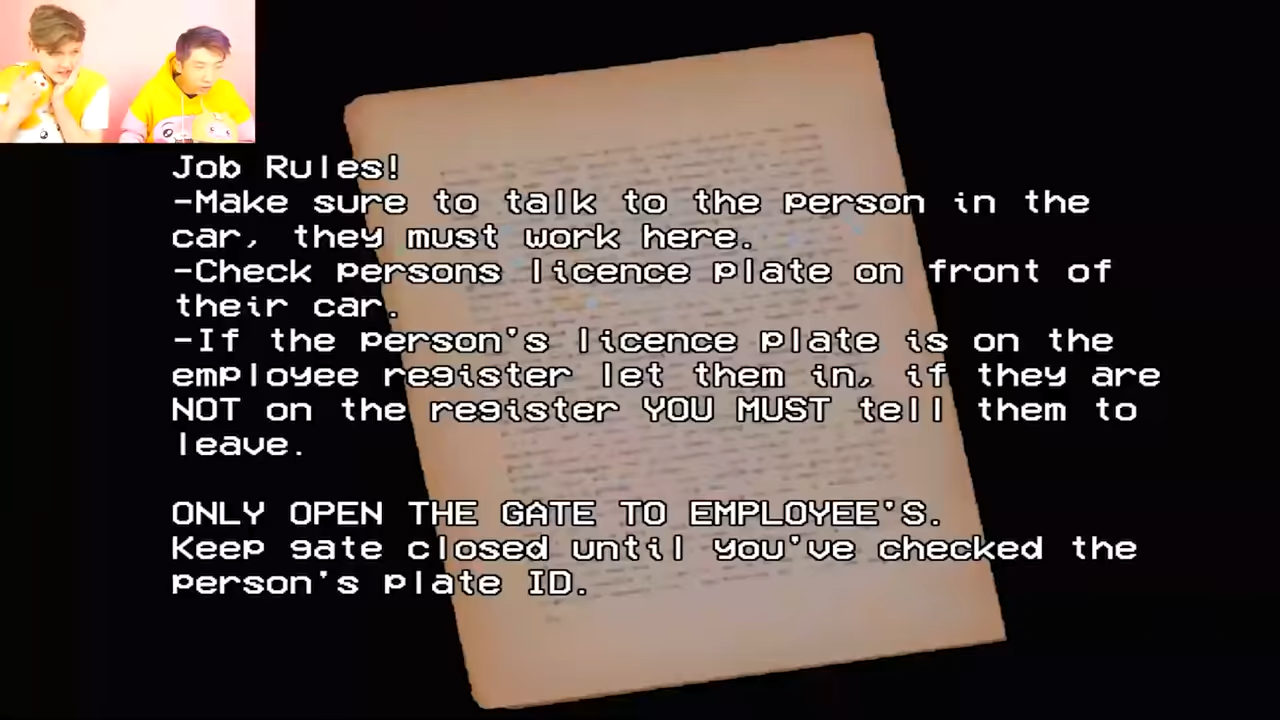 Job Rules!
-Make sure to talk to the person in the
car, they must work here.
-Check persons licence plate on front of
their car.
-If the person's licence plate is on the
employee register let them in, if they are
NOT on the register YOU MUST tell them to
leave.
ONLY OPEN THE GATE TO EMPLOYEE'S.
Keep gate closed until you've checked the
person's plate ID.